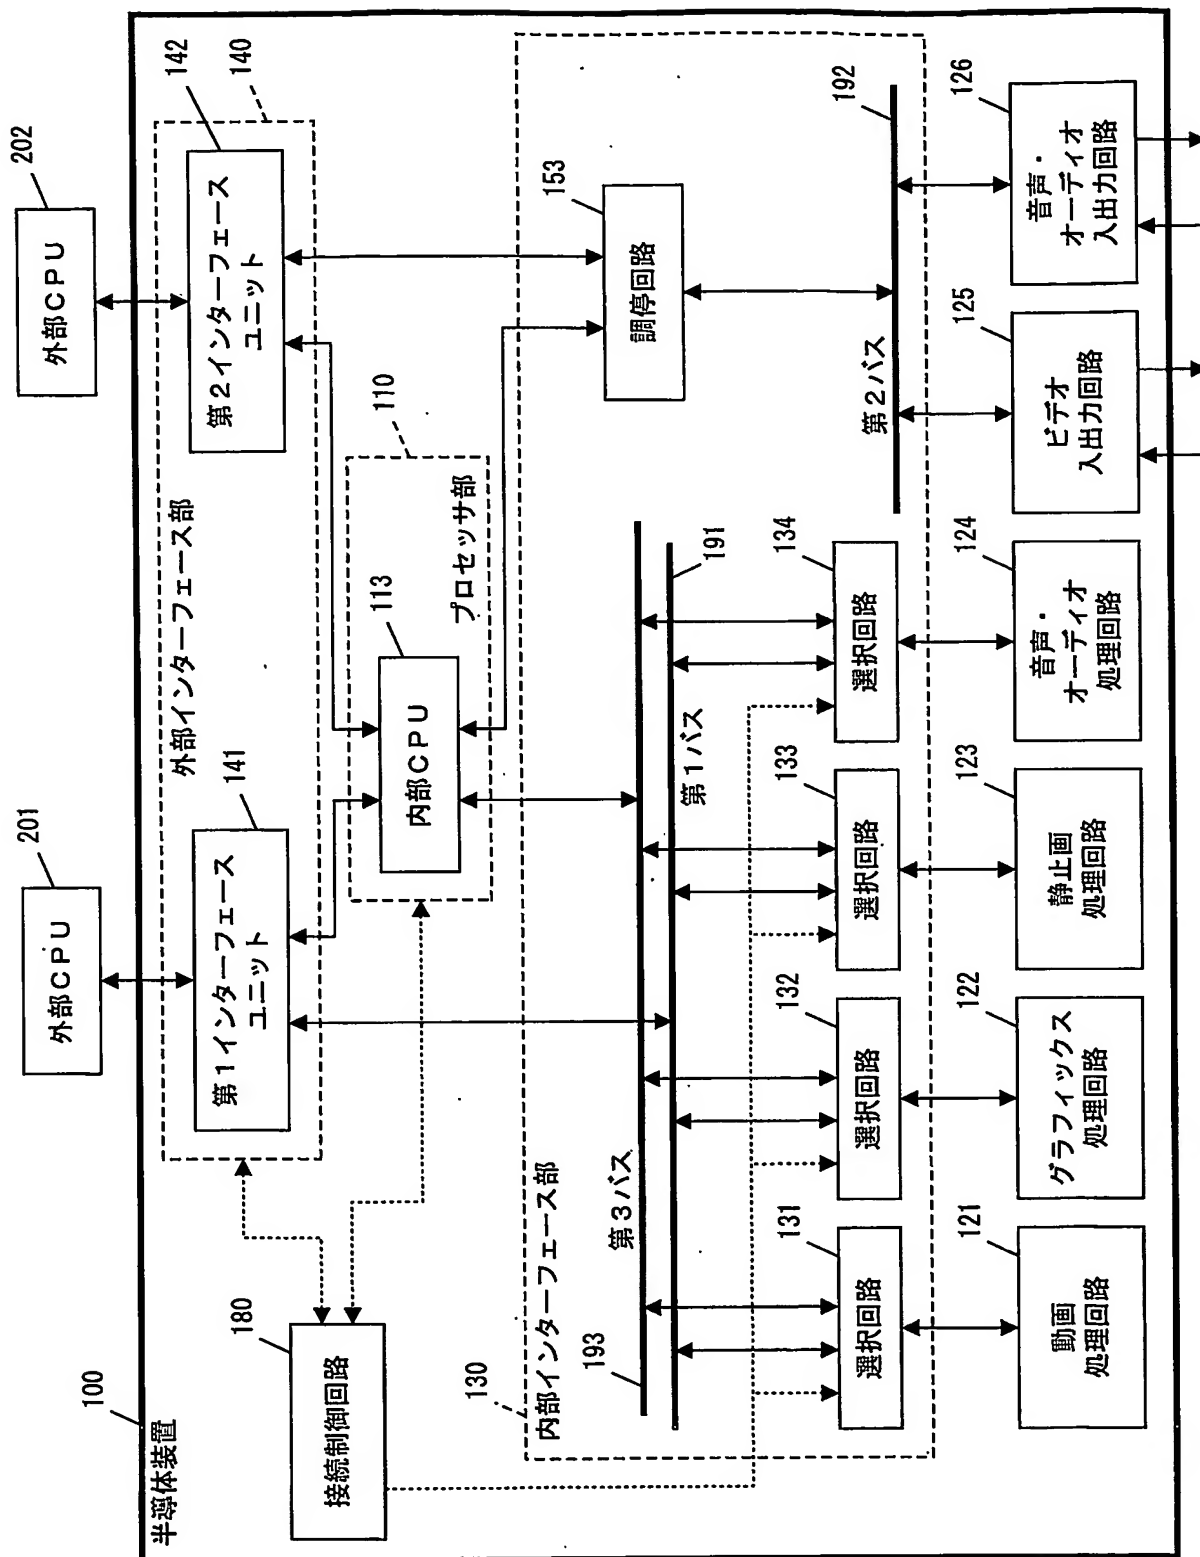 半導体装置
100
201
外部CPU
202
外部CPU
外部インターフェース部
140
141
第1インターフェース
ユニット
142
第2インターフェース
ユニット
180
接続制御回路
プロセッサ部
110
113
内部CPU
130
内部インターフェース部
153
調停回路
第3バス
193
第1バス
191
第2バス
192
131
選択回路
132
選択回路
133
選択回路
134
選択回路
121
動画
処理回路
122
グラフィックス
処理回路
123
静止画
処理回路
124
音声・
オーディオ
処理回路
125
ビデオ
入出力回路
126
音声・
オーディオ
入出力回路